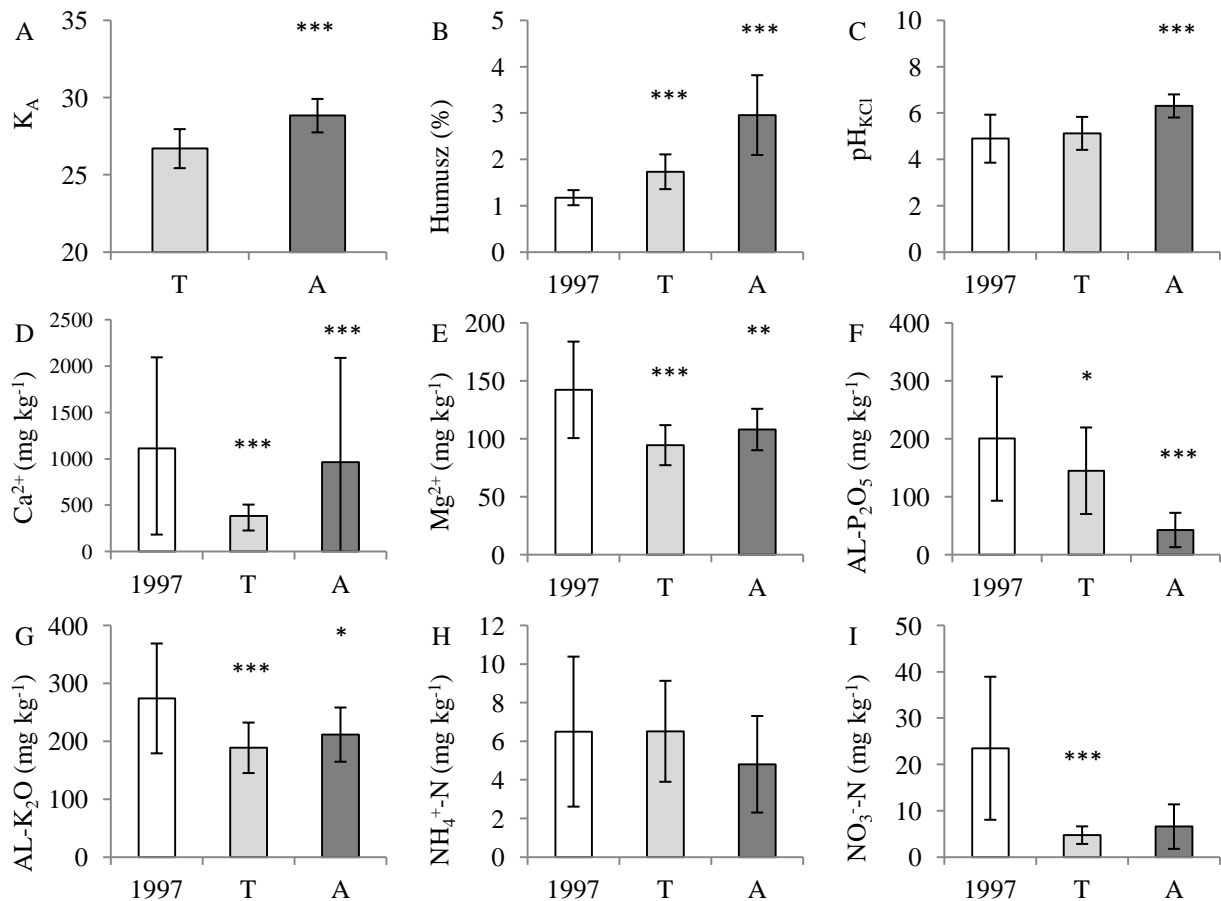 A
K_A
35
30
25
20
***
T A
B
Humusz (%)
5
4
3
2
1
0
***
***
1997 T A
C
pH_KCl
10
8
6
4
2
0
***
1997 T A
D
Ca²⁺ (mg kg⁻¹)
2500
2000
1500
1000
500
0
***
***
1997 T A
E
Mg²⁺ (mg kg⁻¹)
200
150
100
50
0
***
**
1997 T A
F
AL-P₂O₅ (mg kg⁻¹)
400
300
200
100
0
*
***
1997 T A
G
AL-K₂O (mg kg⁻¹)
400
300
200
100
0
***
*
1997 T A
H
NH₄⁺-N (mg kg⁻¹)
12
10
8
6
4
2
0
1997 T A
I
NO₃⁻-N (mg kg⁻¹)
50
40
30
20
10
0
***
1997 T A